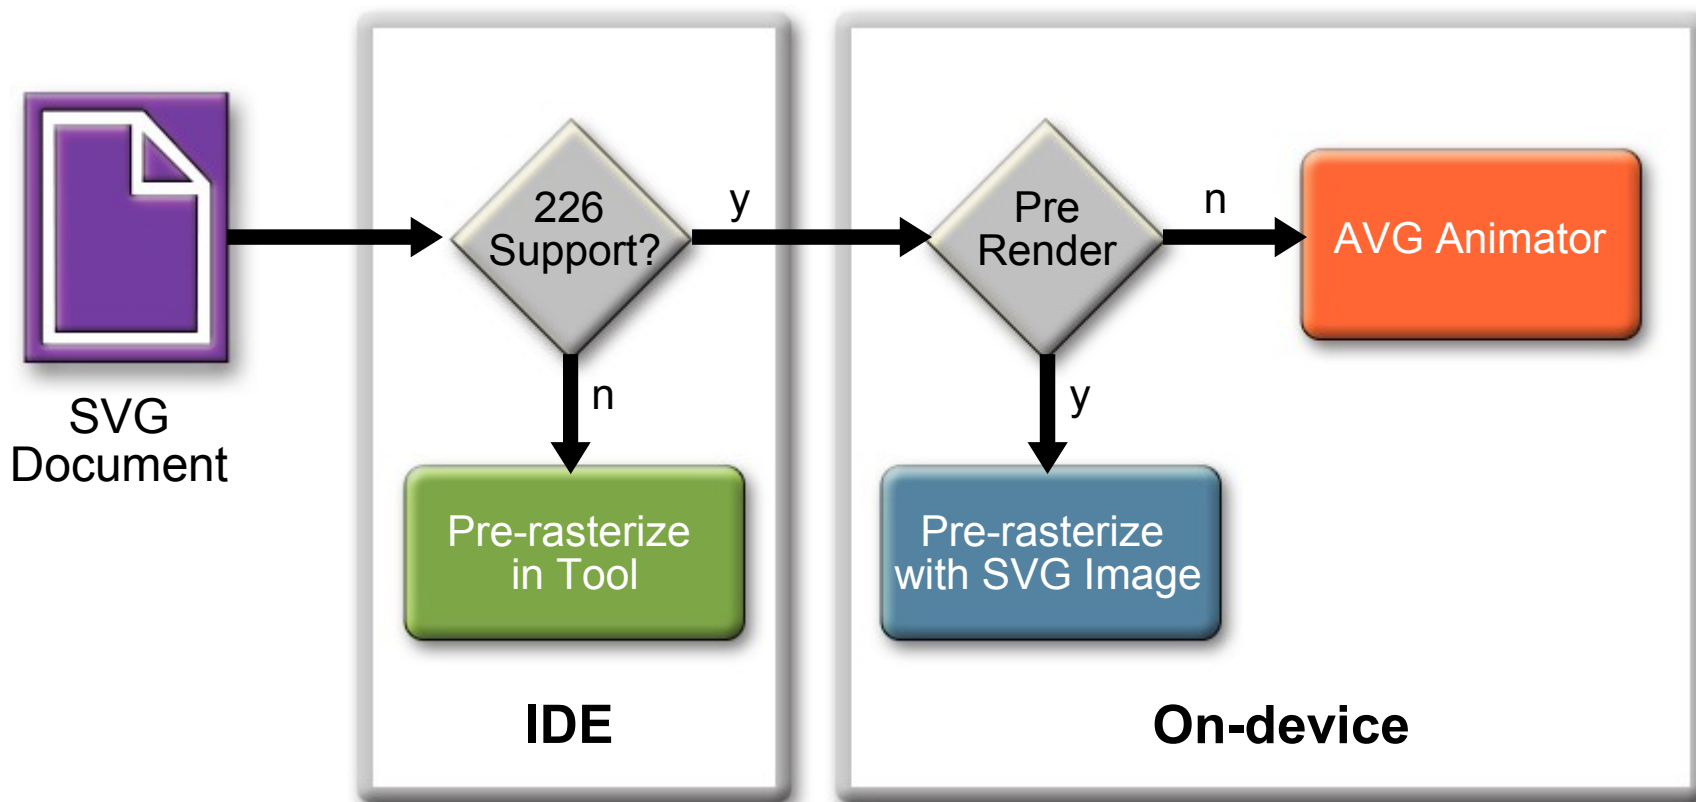 SVG
Document
226
Support?
y
n
Pre-rasterize
in Tool
IDE
Pre
Render
n
y
AVG Animator
Pre-rasterize
with SVG Image
On-device